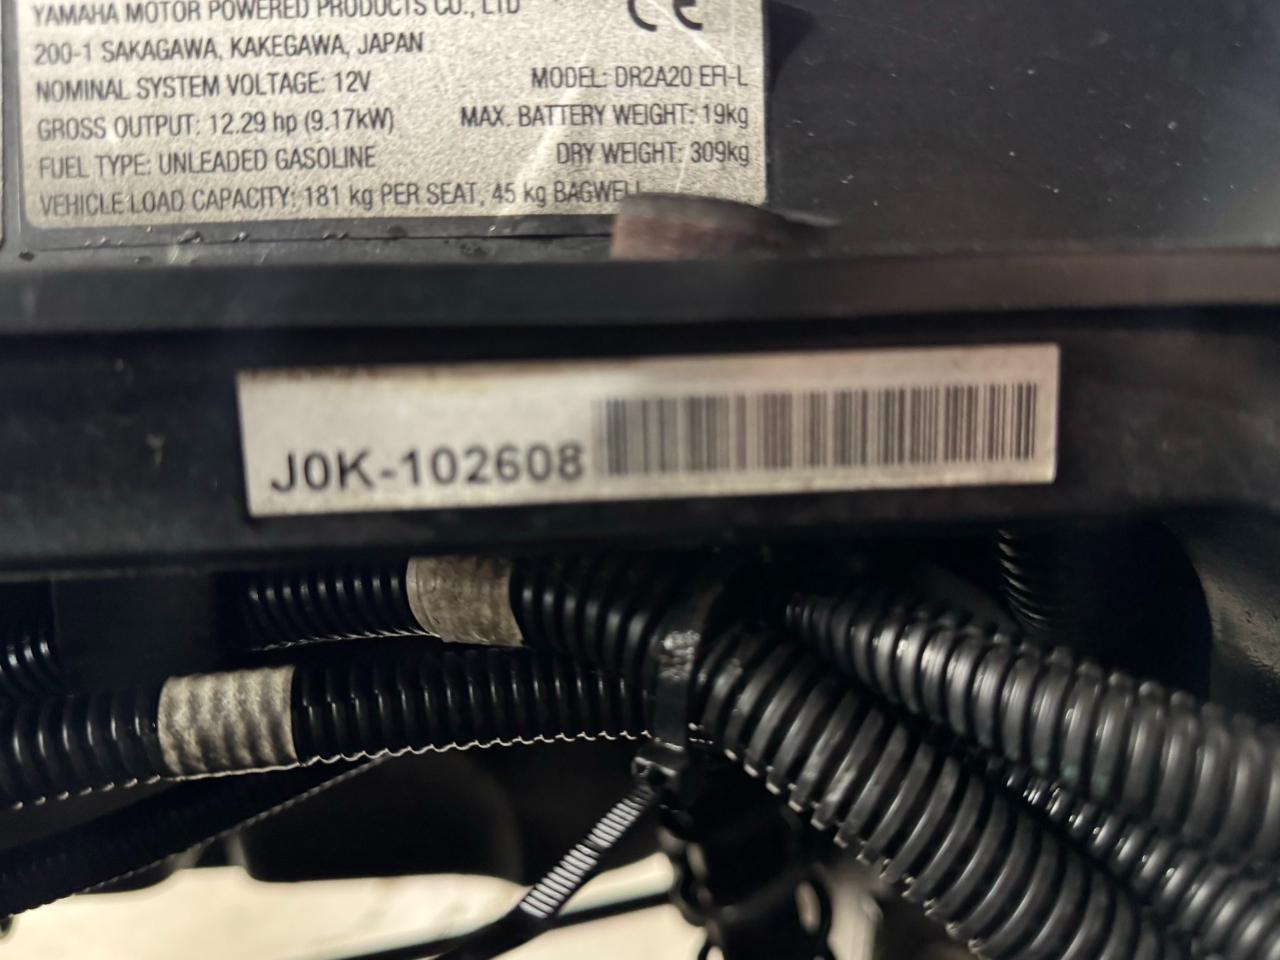 YAMAHA MOTOR POWERED PRODUCTS CO., LTD
CE
200-1 SAKAGAWA, KAKEGAWA, JAPAN
NOMINAL SYSTEM VOLTAGE: 12V MODEL: DR2A20 EFI-L
GROSS OUTPUT: 12.29 hp (9.17kW) MAX. BATTERY WEIGHT: 19kg
FUEL TYPE: UNLEADED GASOLINE DRY WEIGHT: 309kg
VEHICLE LOAD CAPACITY: 181 kg PER SEAT, 45 kg BAGWELL
J0K-102608